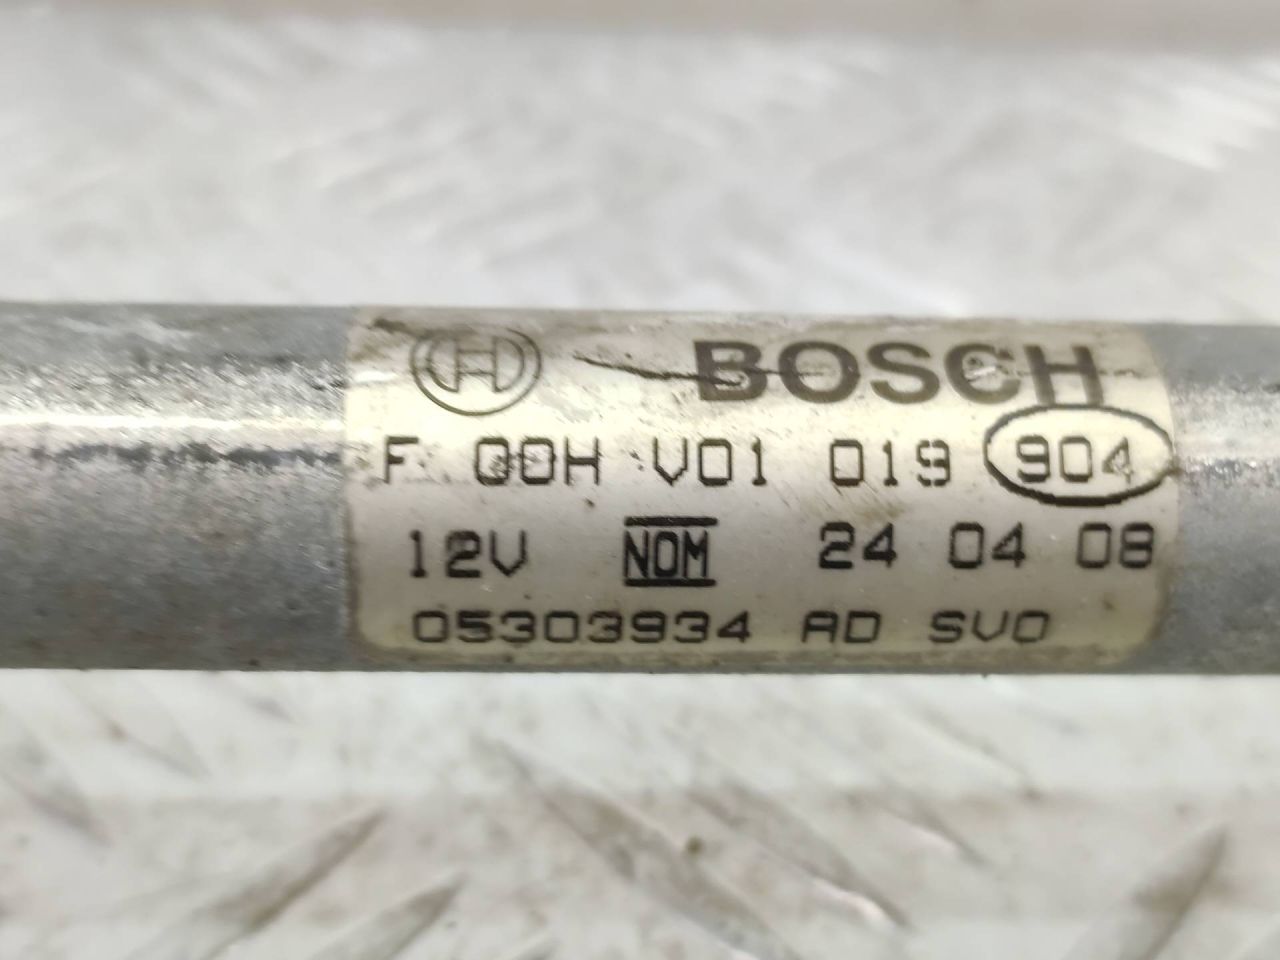 BOSCH
F 00H V01 019 904
12V NOM 24 04 08
05303934 AD SVO